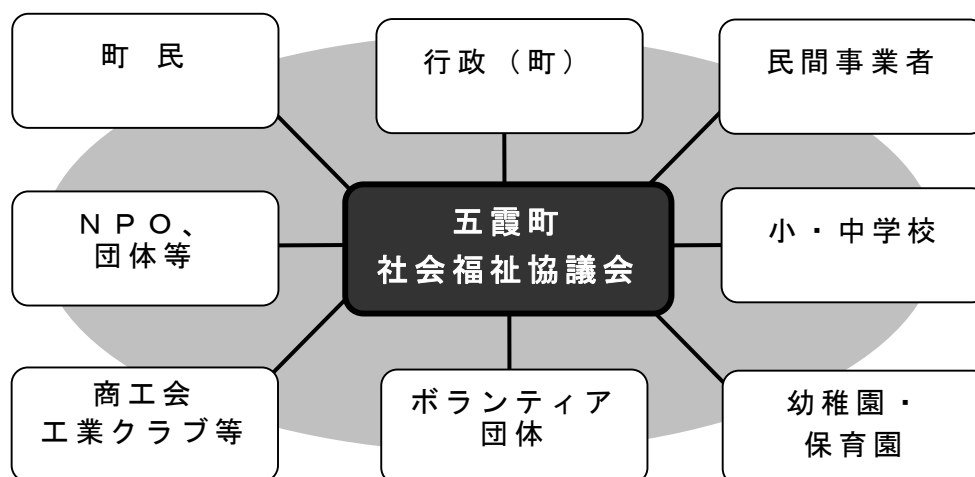 町 民
行政（町）
民間事業者
ＮＰＯ、
団体等
五霞町
社会福祉協議会
小・中学校
商工会
工業クラブ等
ボランティア
団体
幼稚園・
保育園